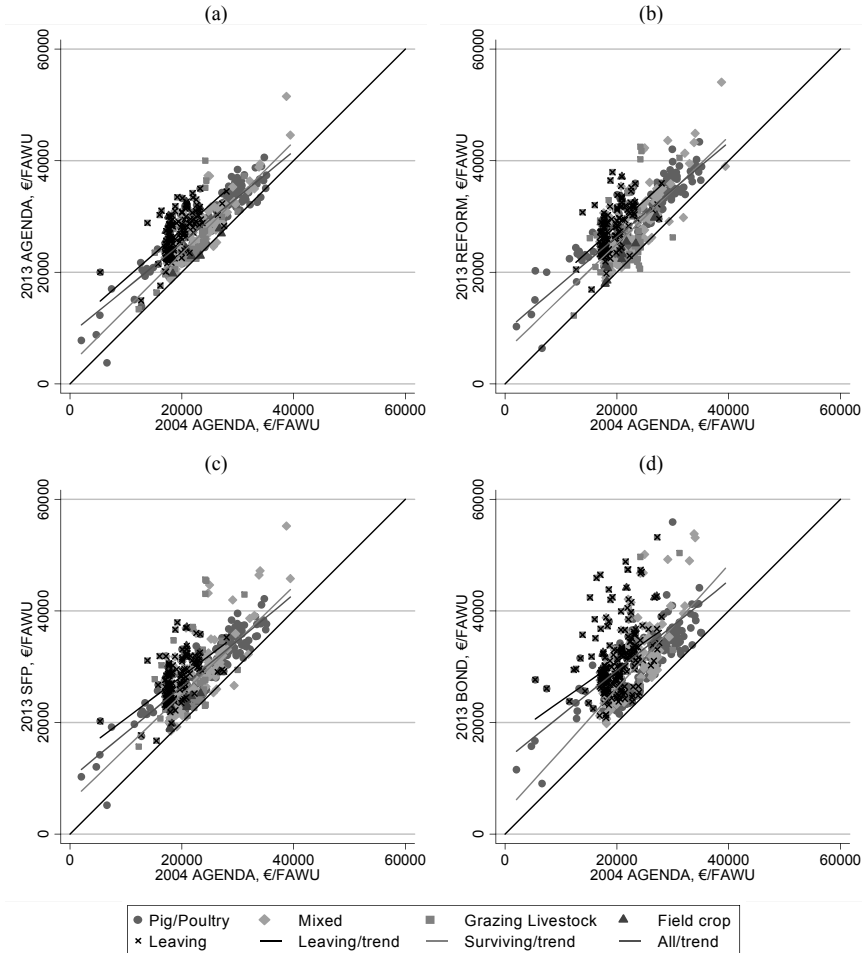 (a)
(b)
2013 AGENDA, €/FAWU
0 20000 40000 60000
0 20000 40000 60000
2004 AGENDA, €/FAWU
2013 REFORM, €/FAWU
0 20000 40000 60000
0 20000 40000 60000
2004 AGENDA, €/FAWU
(c)
(d)
2013 SFP, €/FAWU
0 20000 40000 60000
0 20000 40000 60000
2004 AGENDA, €/FAWU
2013 BOND, €/FAWU
0 20000 40000 60000
0 20000 40000 60000
2004 AGENDA, €/FAWU
Pig/Poultry Mixed Grazing Livestock Field crop
Leaving Leaving/trend Surviving/trend All/trend